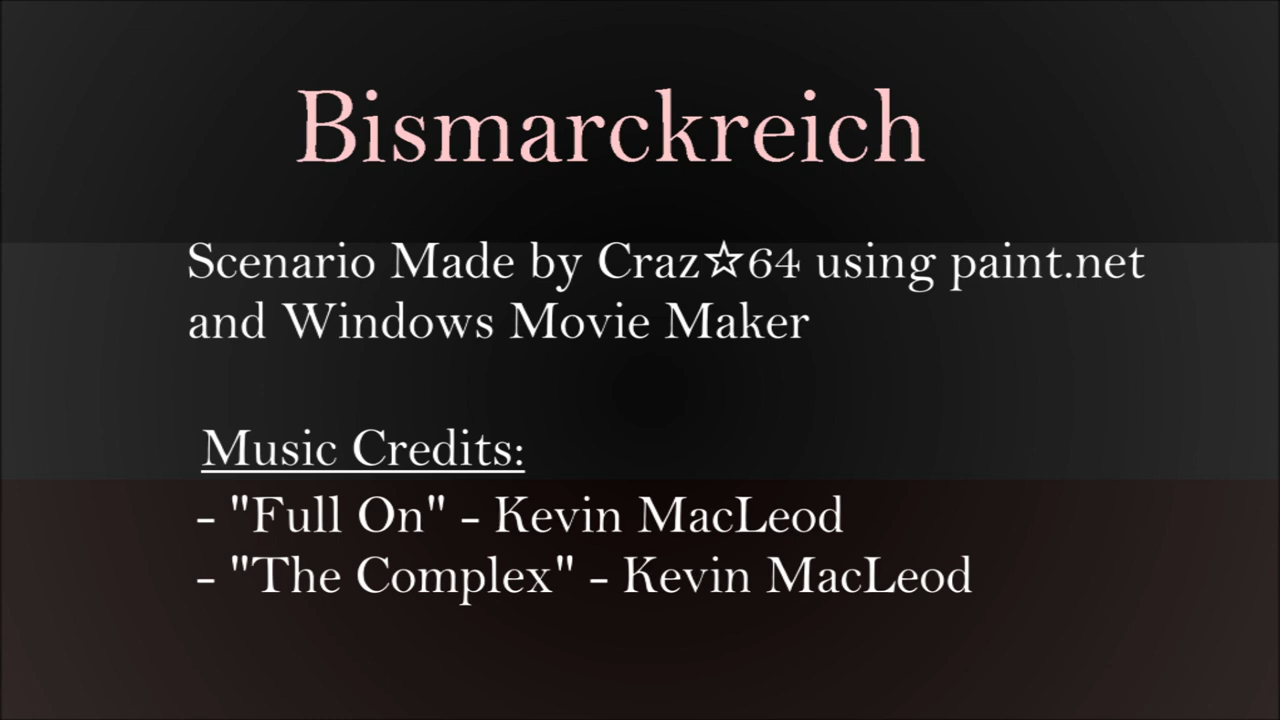 Bismarckreich
Scenario Made by Craz☆64 using paint.net
and Windows Movie Maker
Music Credits:
- "Full On" - Kevin MacLeod
- "The Complex" - Kevin MacLeod